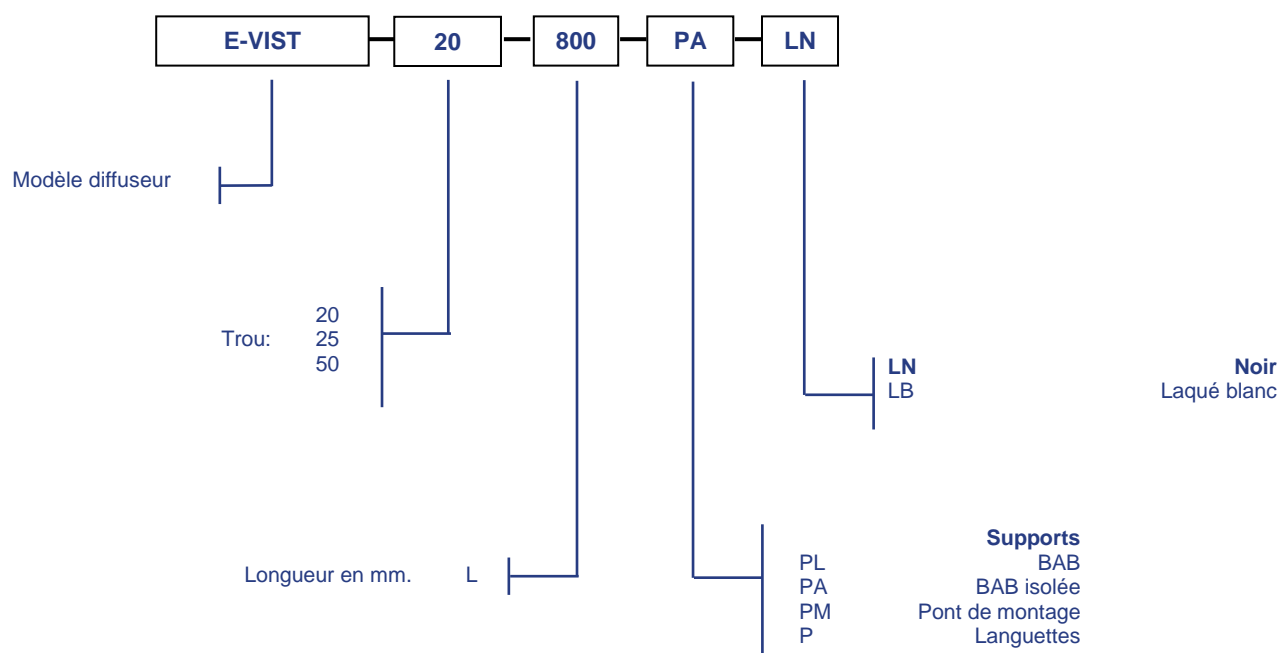 E-VIST 20 800 PA LN
Modèle diffuseur
20
Trou: 25
50
LN Noir
LB Laqué blanc
Supports
PL BAB
Longueur en mm. L
PA BAB isolée
PM Pont de montage
P Languettes